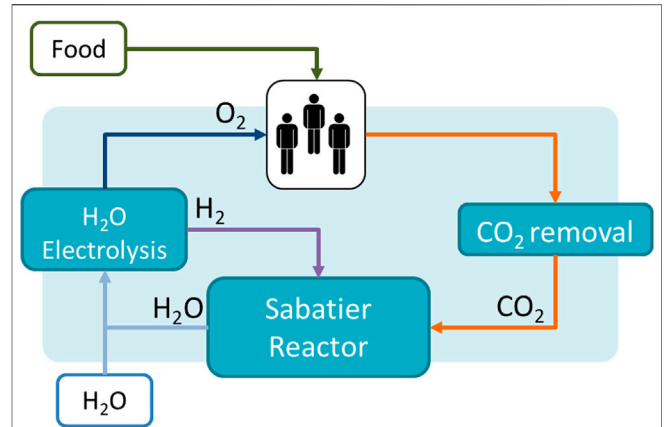 Food
O₂
H₂O
Electrolysis
H₂
CO₂ removal
H₂O
Sabatier
Reactor
CO₂
H₂O